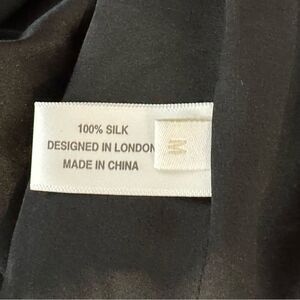 100% SILK
DESIGNED IN LONDON
MADE IN CHINA
M